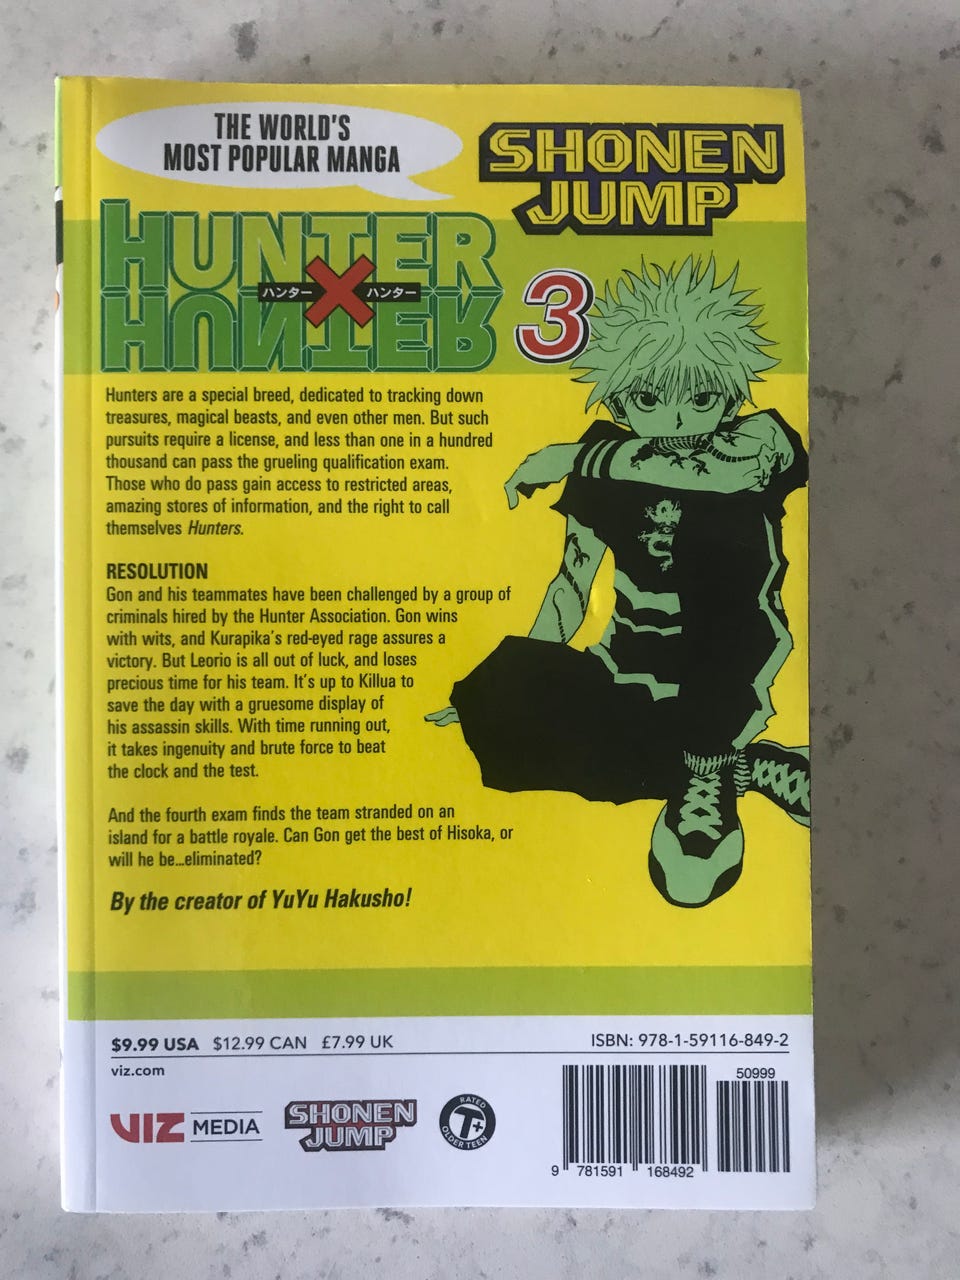 THE WORLD'S
MOST POPULAR MANGA
SHONEN
JUMP
HUNTER
ハンター X ハンター
HUNTER
3
Hunters are a special breed, dedicated to tracking down
treasures, magical beasts, and even other men. But such
pursuits require a license, and less than one in a hundred
thousand can pass the grueling qualification exam.
Those who do pass gain access to restricted areas,
amazing stores of information, and the right to call
themselves Hunters.
RESOLUTION
Gon and his teammates have been challenged by a group of
criminals hired by the Hunter Association. Gon wins
with wits, and Kurapika's red-eyed rage assures a
victory. But Leorio is all out of luck, and loses
precious time for his team. It's up to Killua to
save the day with a gruesome display of
his assassin skills. With time running out,
it takes ingenuity and brute force to beat
the clock and the test.
And the fourth exam finds the team stranded on an
island for a battle royale. Can Gon get the best of Hisoka, or
will he be...eliminated?
By the creator of YuYu Hakusho!
$9.99 USA $12.99 CAN £7.99 UK
ISBN: 978-1-59116-849-2
viz.com
50999
VIZ MEDIA
SHONEN
JUMP
RATED
T+
OLDER TEEN
9 781591 168492